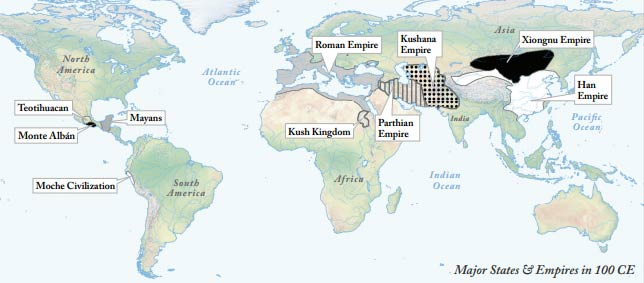 North
America
Teotihuacan
Monte Albán
Mayans
Moche Civilization
South
America
Atlantic
Ocean
Roman Empire
Kush Kingdom
Africa
Parthian
Empire
Kushana
Empire
Asia
Xiongnu Empire
Han
Empire
India
Pacific
Ocean
Indian
Ocean
Australia
Major States & Empires in 100 CE